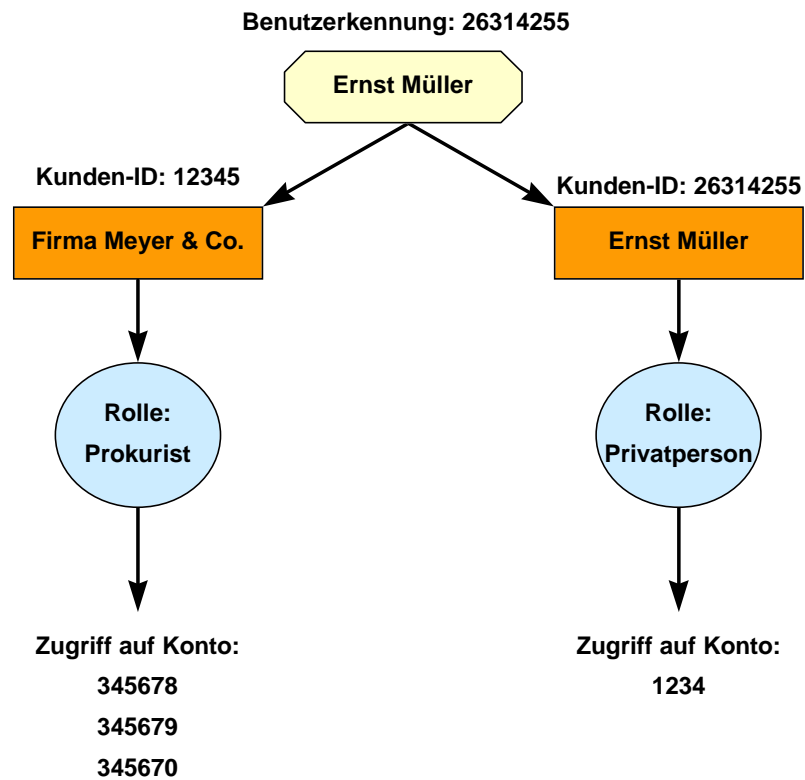 Benutzerkennung: 26314255
Ernst Müller
Kunden-ID: 12345
Firma Meyer & Co.
Rolle:
Prokurist
Zugriff auf Konto:
345678
345679
345670
Kunden-ID: 26314255
Ernst Müller
Rolle:
Privatperson
Zugriff auf Konto:
1234